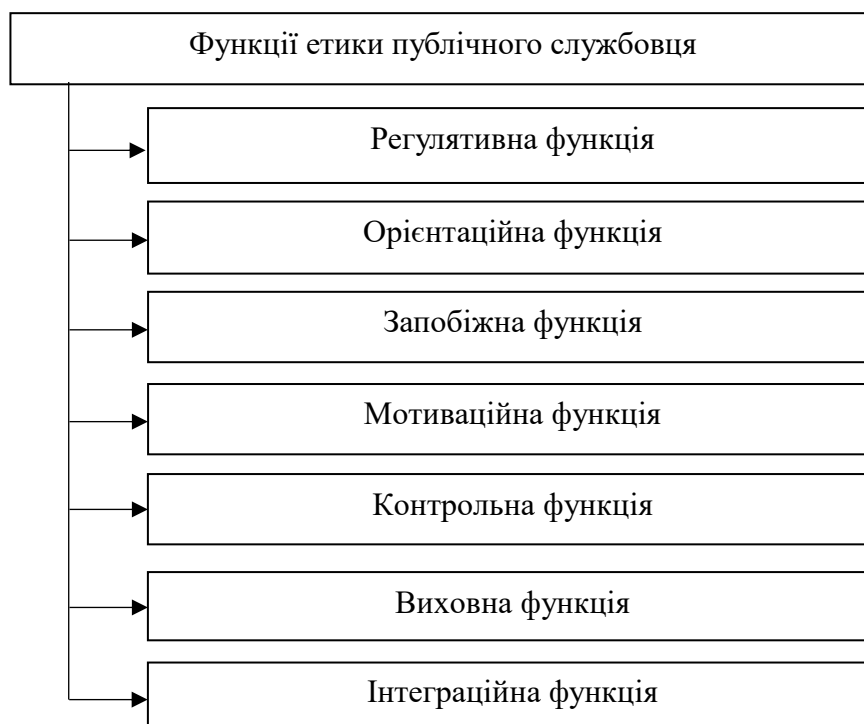 Функції етики публічного службовця
Регулятивна функція
Орієнтаційна функція
Запобіжна функція
Мотиваційна функція
Контрольна функція
Виховна функція
Інтеграційна функція